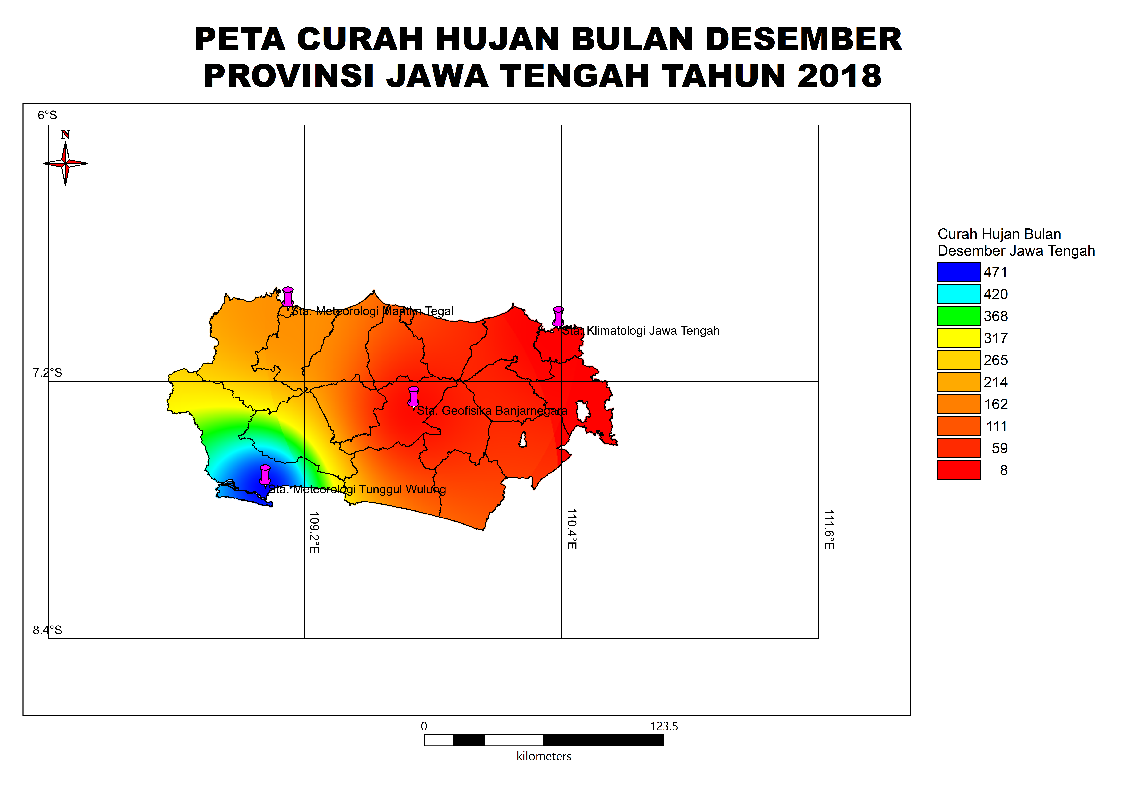 PETA CURAH HUJAN BULAN DESEMBER
PROVINSI JAWA TENGAH TAHUN 2018
6°S
N
Curah Hujan Bulan
Desember Jawa Tengah
471
420
368
317
265
214
162
111
59
8
Sta. Meteorologi Maritim Tegal
Sta. Klimatologi Jawa Tengah
7.2°S
Sta. Geofisika Banjarnegara
Sta. Meteorologi Tunggul Wulung
109.2°E
110.4°E
111.6°E
8.4°S
0
123.5
kilometers